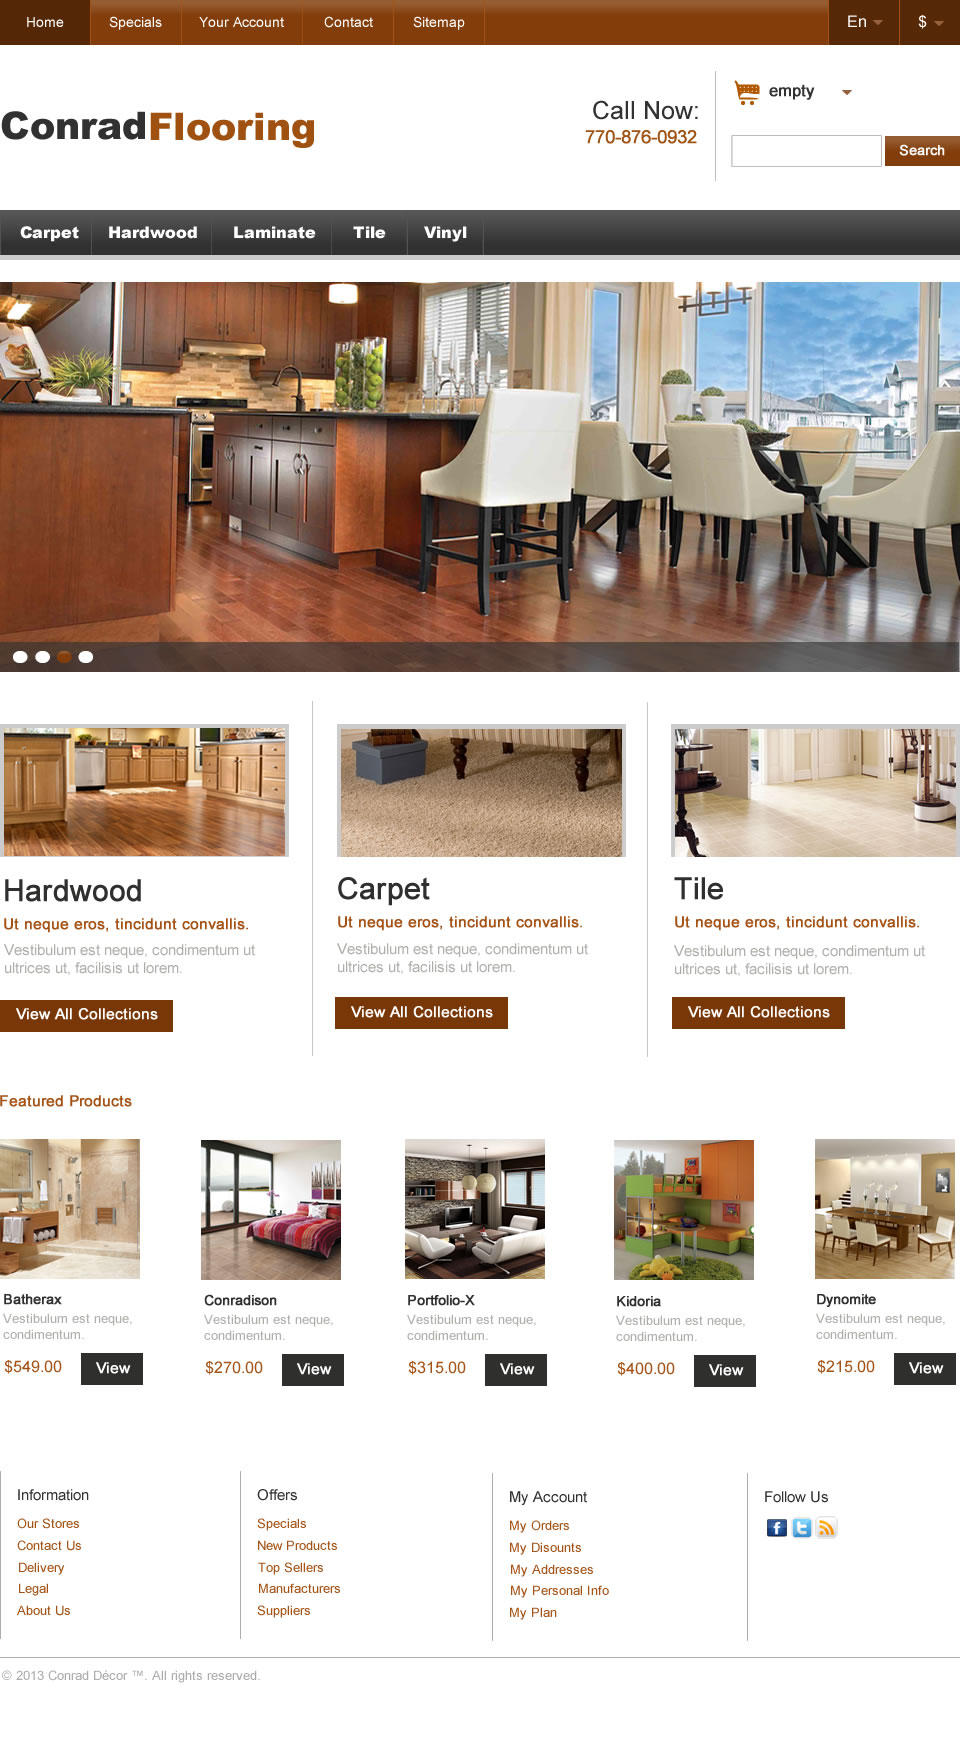 Home Specials Your Account Contact Sitemap En $
empty
Call Now:
ConradFlooring
770-876-0932
Search
Carpet Hardwood Laminate Tile Vinyl
Hardwood
Ut neque eros, tincidunt convallis.
Vestibulum est neque, condimentum ut
ultrices ut, facilisis ut lorem.
View All Collections
Carpet
Ut neque eros, tincidunt convallis.
Vestibulum est neque, condimentum ut
ultrices ut, facilisis ut lorem.
View All Collections
Tile
Ut neque eros, tincidunt convallis.
Vestibulum est neque, condimentum ut
ultrices ut, facilisis ut lorem.
View All Collections
Featured Products
Batherax
Vestibulum est neque,
condimentum.
$549.00 View
Conradison
Vestibulum est neque,
condimentum.
$270.00 View
Portfolio-X
Vestibulum est neque,
condimentum.
$315.00 View
Kidoria
Vestibulum est neque,
condimentum.
$400.00 View
Dynomite
Vestibulum est neque,
condimentum.
$215.00 View
Information
Our Stores
Contact Us
Delivery
Legal
About Us
Offers
Specials
New Products
Top Sellers
Manufacturers
Suppliers
My Account
My Orders
My Disounts
My Addresses
My Personal Info
My Plan
Follow Us
© 2013 Conrad Décor ™. All rights reserved.